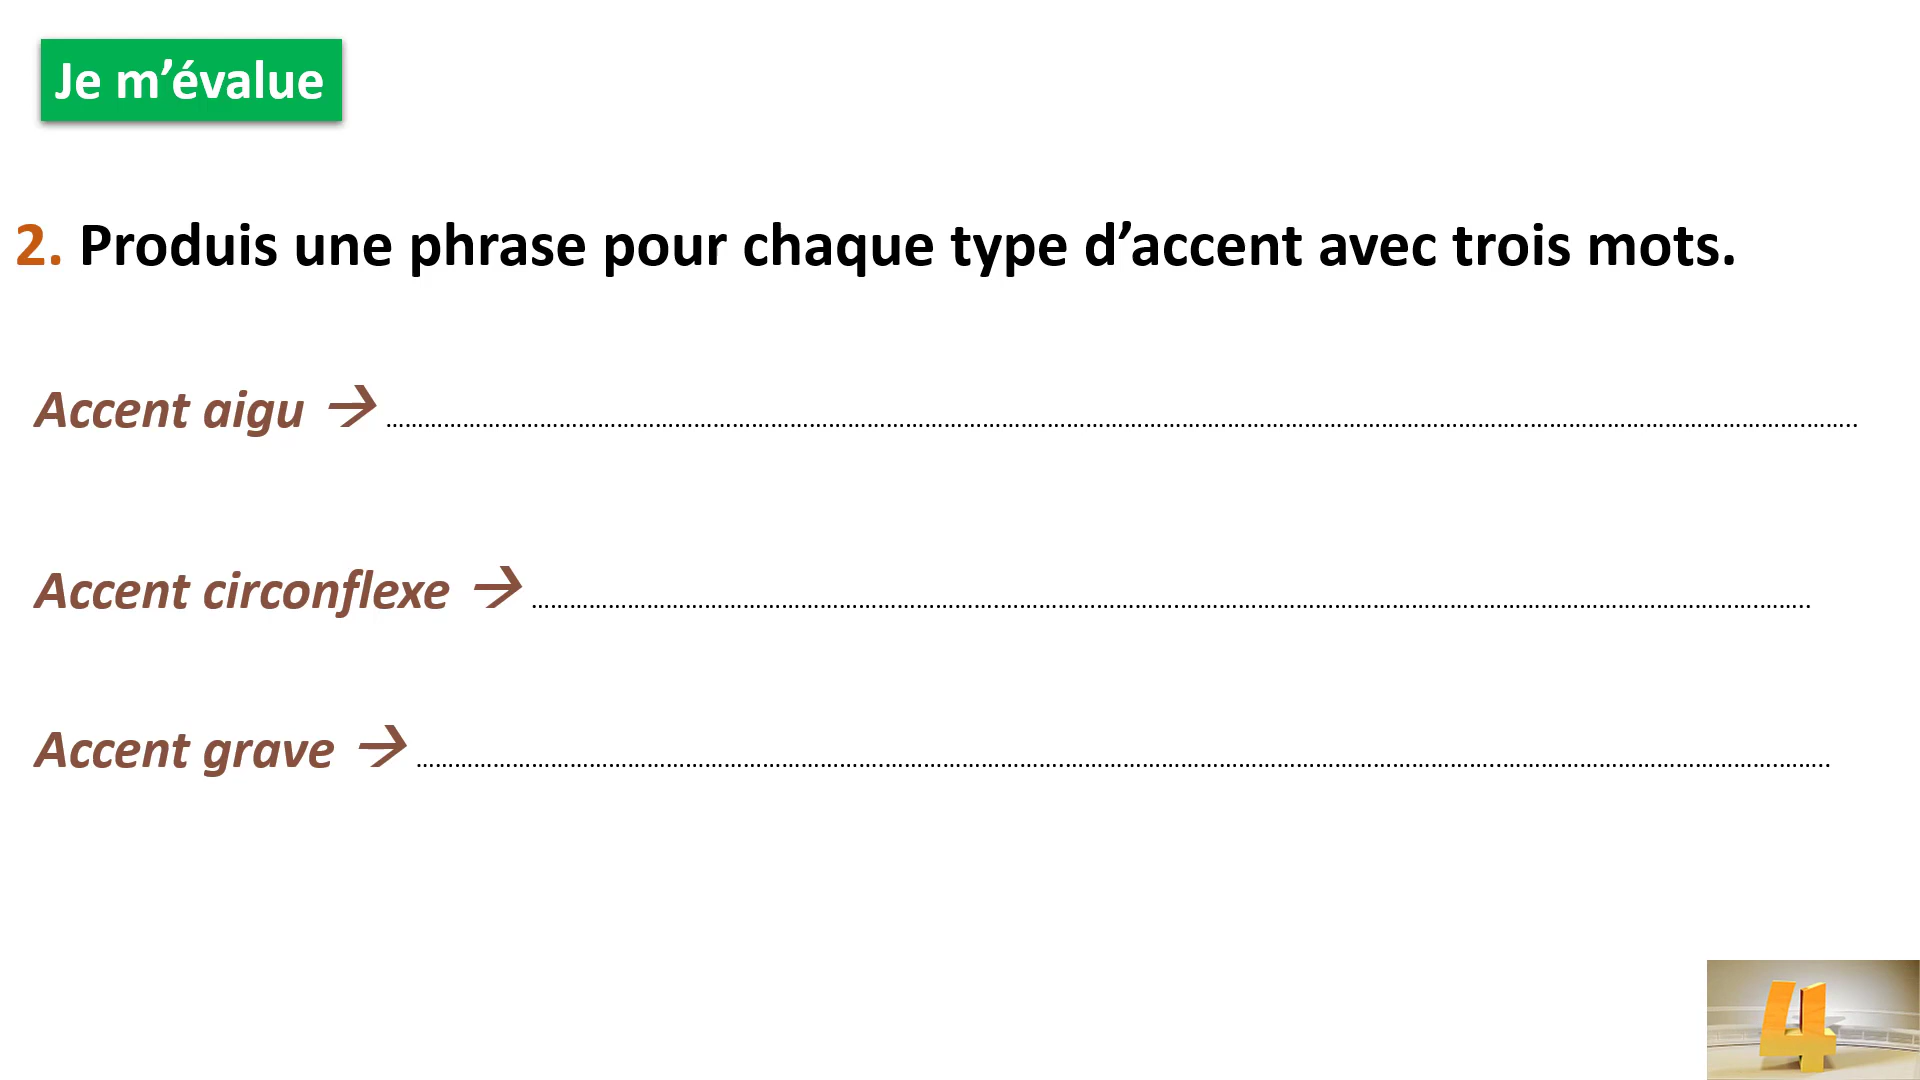 Je m’évalue
2. Produis une phrase pour chaque type d’accent avec trois mots.
Accent aigu → ........................................................................................................................
Accent circonflexe → ........................................................................................................................
Accent grave → ........................................................................................................................
4